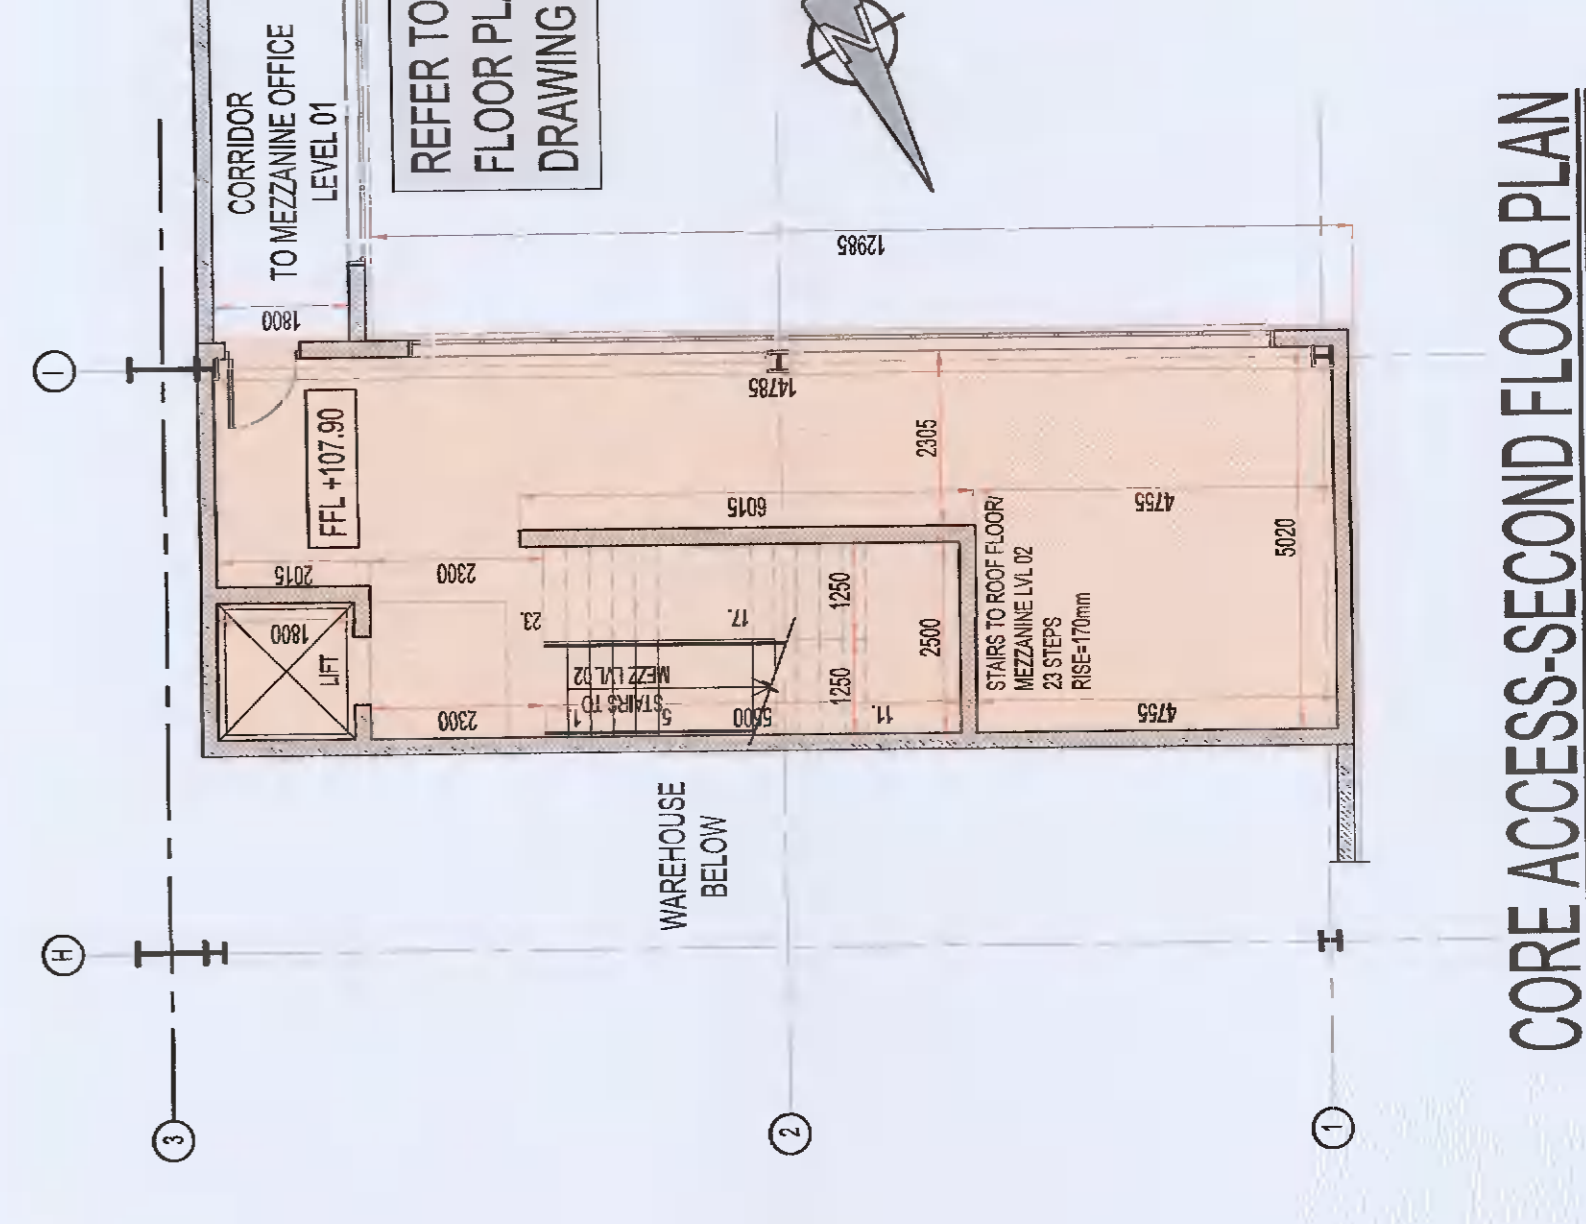 CORRIDOR
TO MEZZANINE OFFICE
LEVEL 01
REFER TO
FLOOR PLA
DRAWING
I
H
3
2
1
1800
12985
14785
FFL +107.90
2015
2300
1800
LIFT
2300
6015
2305
4755
5020
23.
17.
STAIRS TO
MEZZ LVL 02
1.
5
5500
11.
1250
1250
2500
STAIRS TO ROOF FLOOR/
MEZZANINE LVL 02
23 STEPS
RISE=170mm
4755
WAREHOUSE
BELOW
CORE ACCESS-SECOND FLOOR PLAN